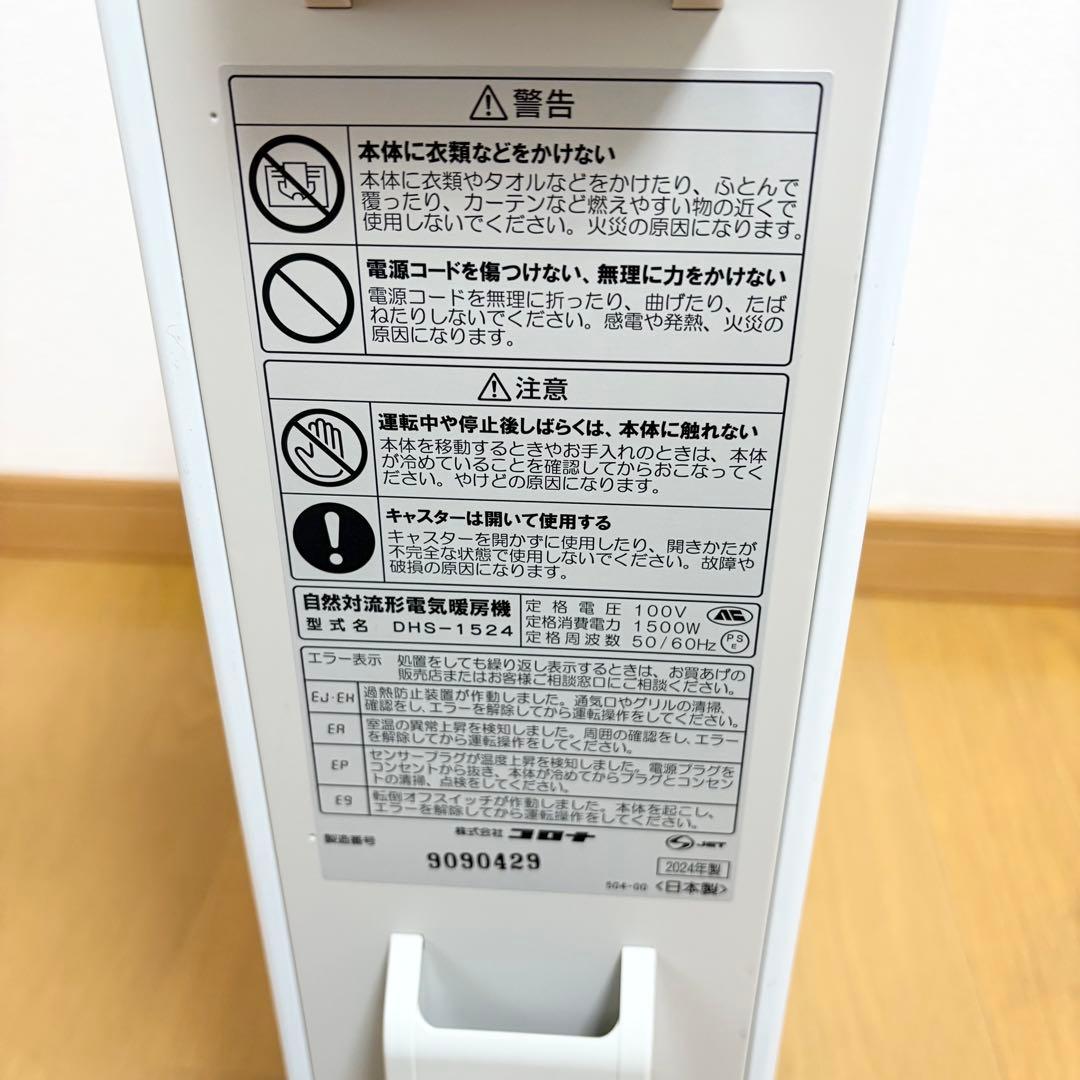 警告
本体に衣類などをかけない
本体に衣類やタオルなどをかけたり、ふとんで
覆ったり、カーテンなど燃えやすい物の近くで
使用しないでください。火災の原因になります。
電源コードを傷つけない、無理に力をかけない
電源コードを無理に折ったり、曲げたり、たば
ねたりしないでください。感電や発熱、火災の
原因になります。
注意
運転中や停止後しばらくは、本体に触れない
本体を移動するときやお手入れのときは、本体
が冷めていることを確認してからおこなってく
ださい。やけどの原因になります。
キャスターは開いて使用する
キャスターを開かずに使用したり、開きかたが
不完全な状態で使用しないでください。故障や
破損の原因になります。
自然対流形電気暖房機
型式名 DHS-1524
定格電圧 100V
定格消費電力 1500W
定格周波数 50/60Hz
PS
E
エラー表示 処置をしても繰り返し表示するときは、お買あげの
販売店またはお客様ご相談窓口にご相談ください。
EJ・EH 過熱防止装置が作動しました。通気口やグリルの清掃、
確認をし、エラーを解除してから運転操作をしてください。
EA 室温の異常上昇を検知しました。周囲の確認をし、エラー
を解除してから運転操作をしてください。
EP センサープラグが温度上昇を検知しました。電源プラグを
コンセントから抜き、本体が冷めてからプラグとコンセン
トの清掃、点検をしてください。
E9 転倒オフスイッチが作動しました。本体を起こし、
エラーを解除してから運転操作をしてください。
製造番号
株式会社 コロナ
JET
9090429
2024年製
SG4-GG 〈日本製〉